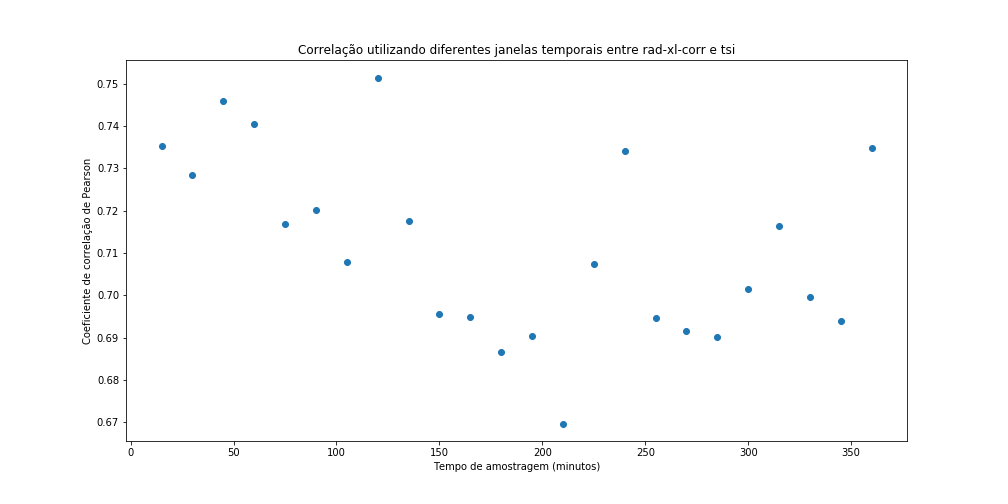 Correlação utilizando diferentes janelas temporais entre rad-xl-corr e tsi
Coeficiente de correlação de Pearson
0.75
0.74
0.73
0.72
0.71
0.70
0.69
0.68
0.67
0 50 100 150 200 250 300 350
Tempo de amostragem (minutos)